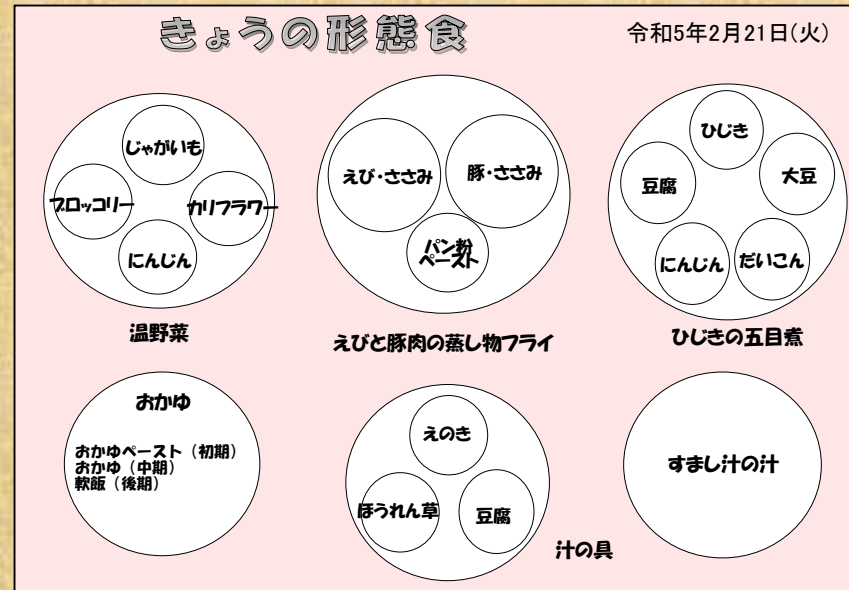 きょうの形態食
令和5年2月21日(火)
じゃがいも
ブロッコリー
カリフラワー
にんじん
温野菜
えび・ささみ
豚・ささみ
パン粉
ペースト
えびと豚肉の蒸し物フライ
ひじき
豆腐
大豆
にんじん
だいこん
ひじきの五目煮
おかゆ
おかゆペースト（初期）
おかゆ（中期）
軟飯（後期）
えのき
ほうれん草
豆腐
汁の具
すまし汁の汁